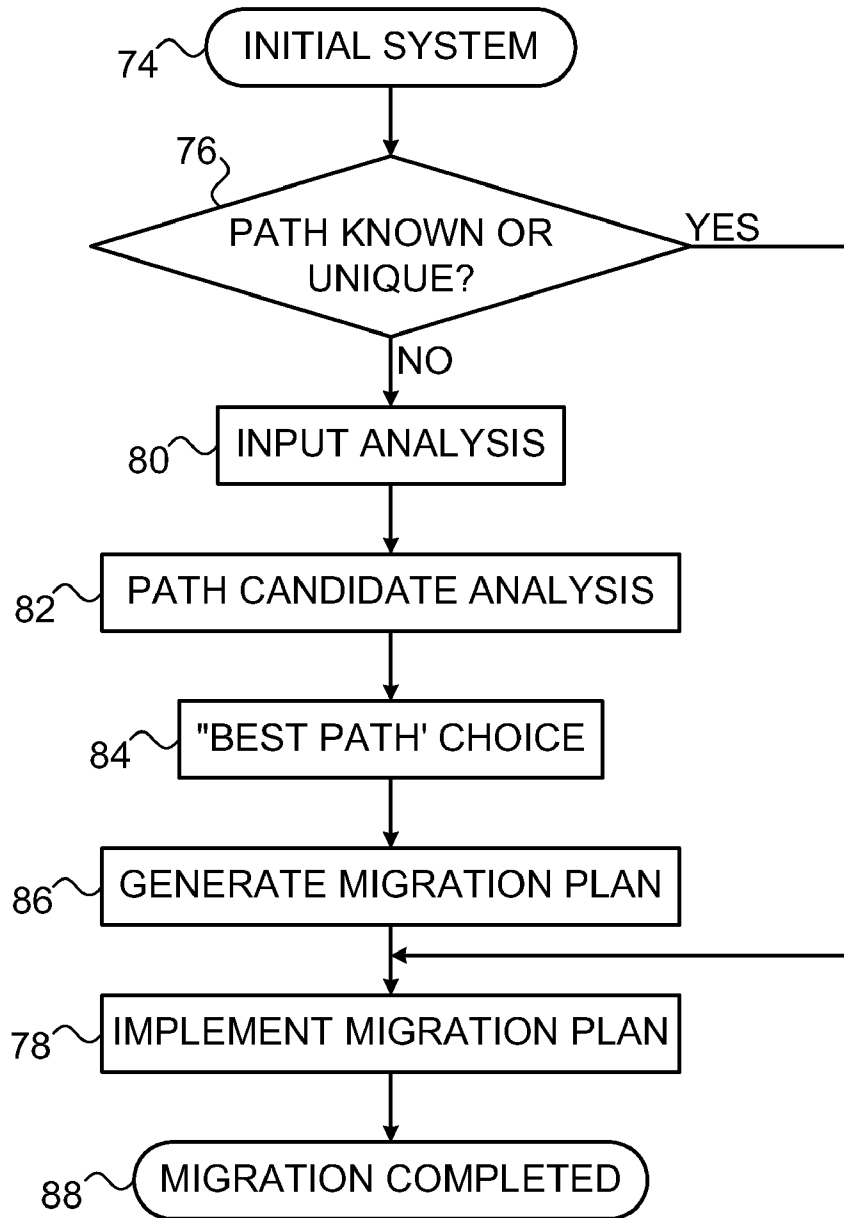 INITIAL SYSTEM
74
76
PATH KNOWN OR
UNIQUE?
YES
NO
INPUT ANALYSIS
80
PATH CANDIDATE ANALYSIS
82
"BEST PATH' CHOICE
84
GENERATE MIGRATION PLAN
86
IMPLEMENT MIGRATION PLAN
78
MIGRATION COMPLETED
88